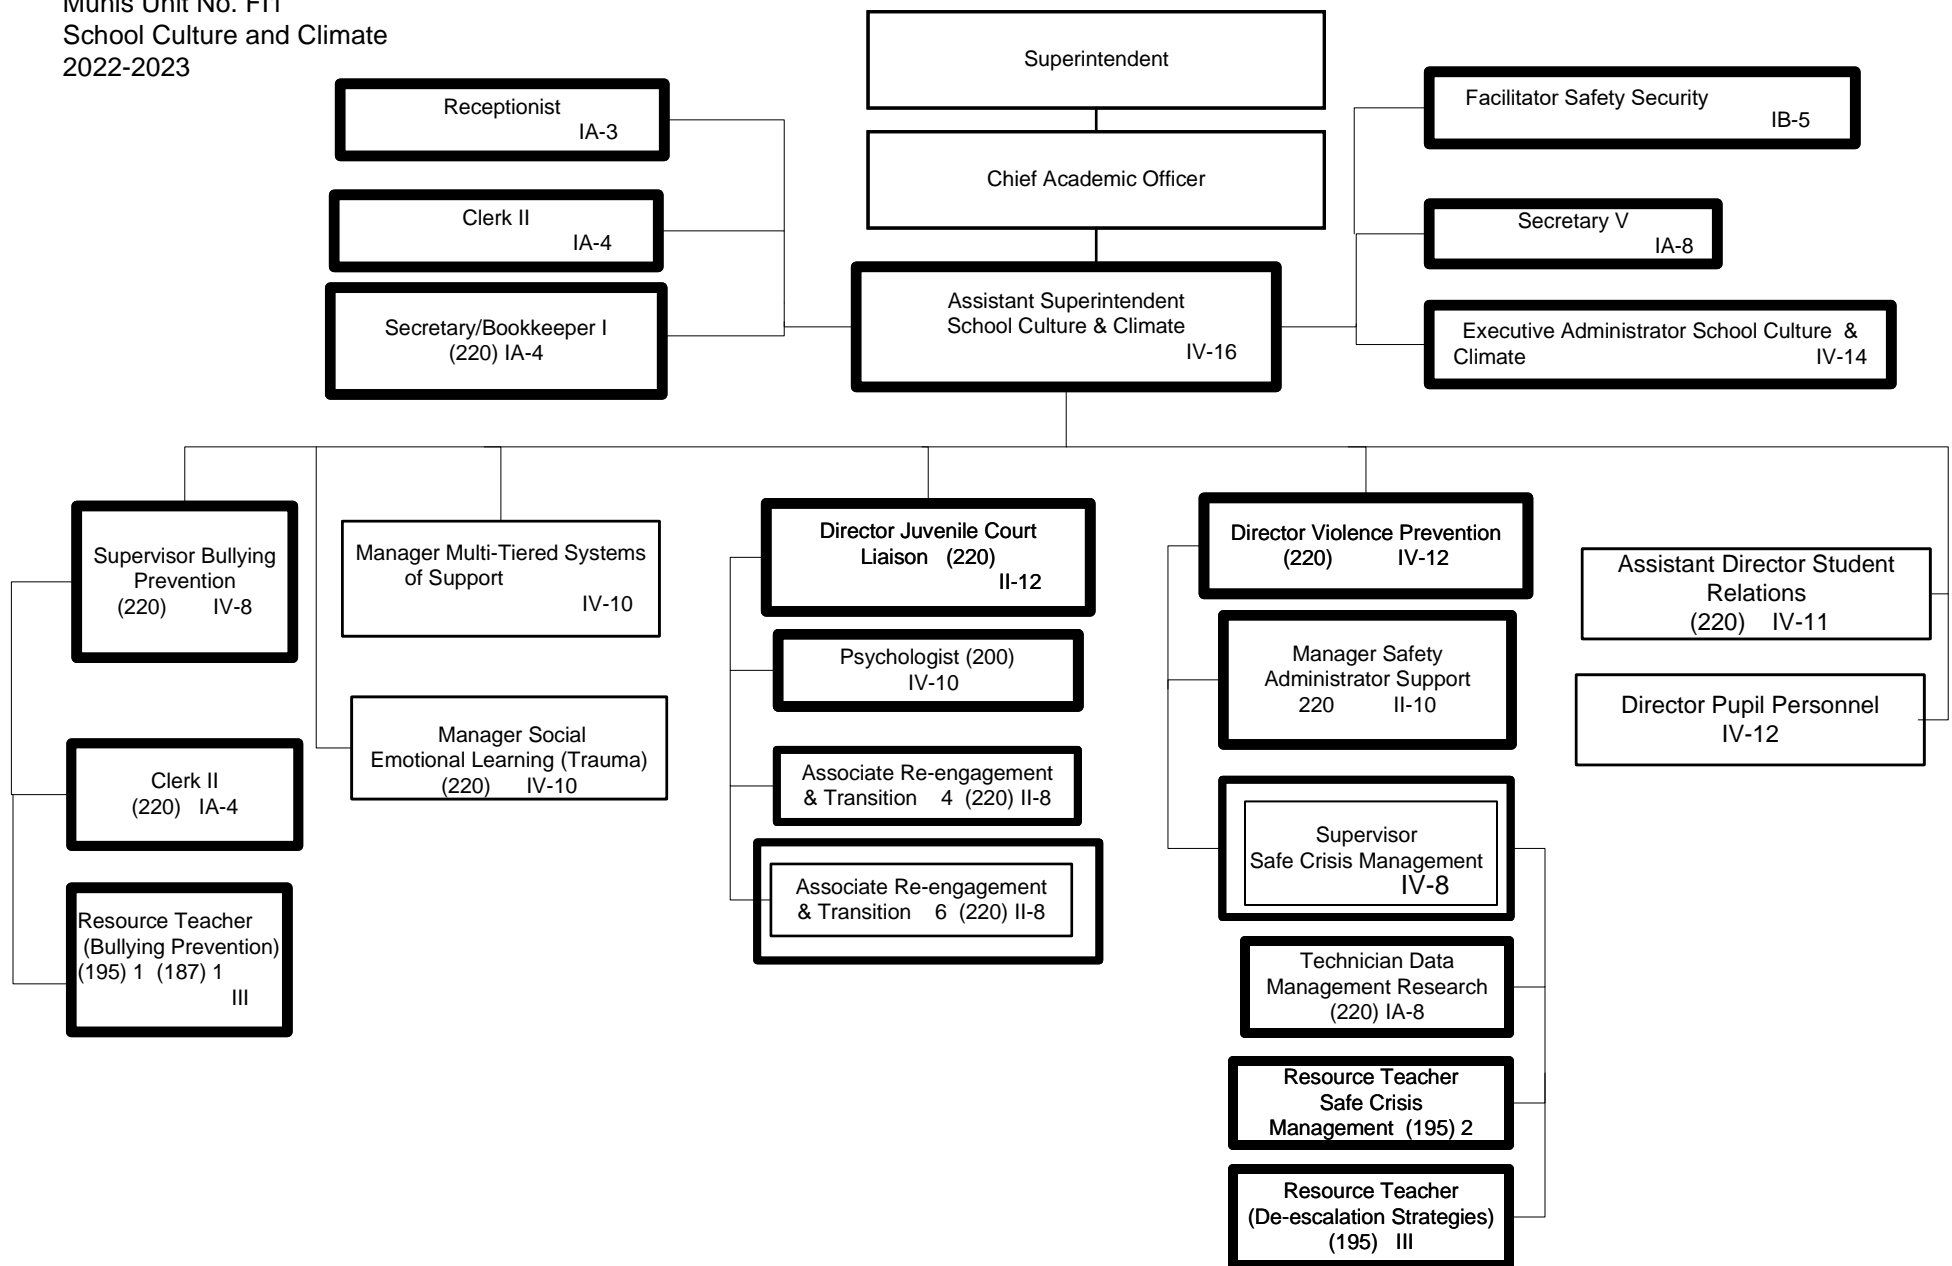 Munis Unit No. FI1
School Culture and Climate
2022-2023
Superintendent
Chief Academic Officer
Assistant Superintendent
School Culture & Climate
IV-16
Receptionist
IA-3
Clerk II
IA-4
Secretary/Bookkeeper I
(220) IA-4
Facilitator Safety Security
IB-5
Secretary V
IA-8
Executive Administrator School Culture &
Climate IV-14
Supervisor Bullying
Prevention
(220) IV-8
Clerk II
(220) IA-4
Resource Teacher
(Bullying Prevention)
(195) 1 (187) 1
III
Manager Multi-Tiered Systems
of Support
IV-10
Manager Social
Emotional Learning (Trauma)
(220) IV-10
Director Juvenile Court
Liaison (220)
II-12
Psychologist (200)
IV-10
Associate Re-engagement
& Transition 4 (220) II-8
Associate Re-engagement
& Transition 6 (220) II-8
Director Violence Prevention
(220) IV-12
Manager Safety
Administrator Support
220 II-10
Supervisor
Safe Crisis Management
IV-8
Technician Data
Management Research
(220) IA-8
Resource Teacher
Safe Crisis
Management (195) 2
Resource Teacher
(De-escalation Strategies)
(195) III
Assistant Director Student
Relations
(220) IV-11
Director Pupil Personnel
IV-12